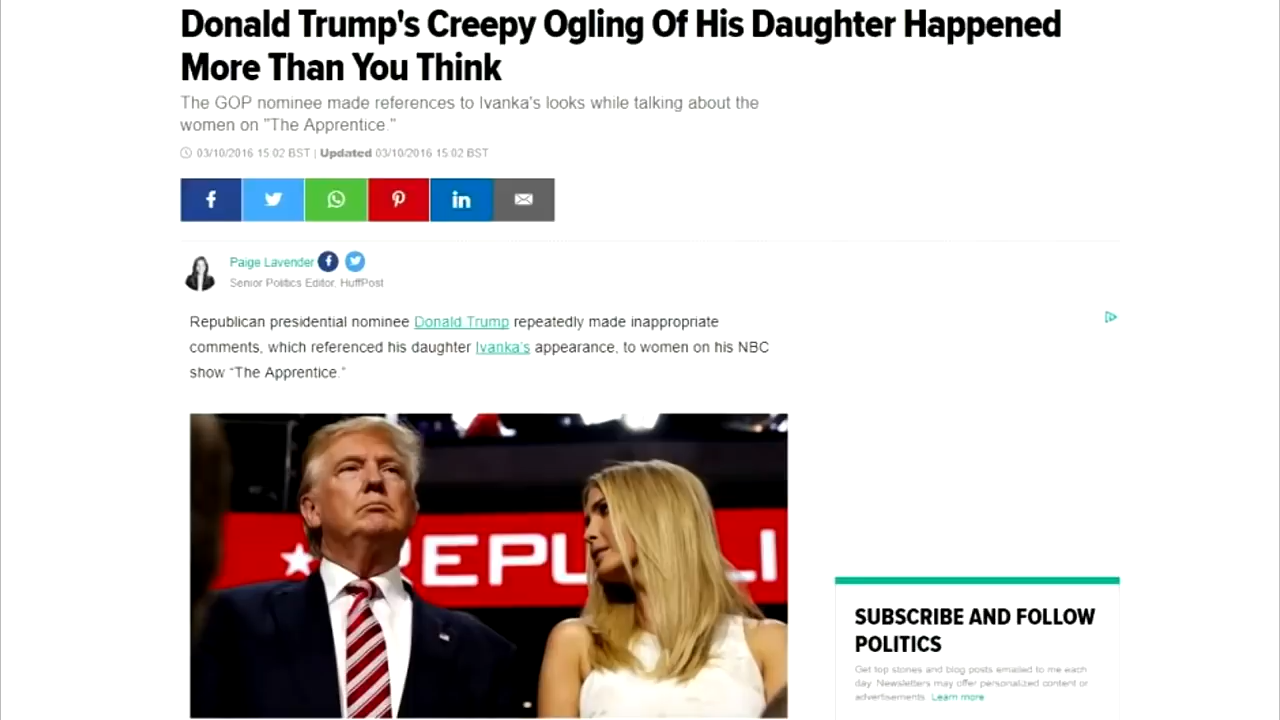 Donald Trump's Creepy Ogling Of His Daughter Happened
More Than You Think
The GOP nominee made references to Ivanka's looks while talking about the
women on "The Apprentice."
03/10/2016 15 02 BST | Updated 03/10/2016 15 02 BST
Paige Lavender
Senior Politics Editor, HuffPost
Republican presidential nominee Donald Trump repeatedly made inappropriate
comments, which referenced his daughter Ivanka's appearance, to women on his NBC
show “The Apprentice.”
REPUBLI
SUBSCRIBE AND FOLLOW
POLITICS
Get top stories and blog posts emailed to me each
day. Newsletters may offer personalized content or
advertisements. Learn more